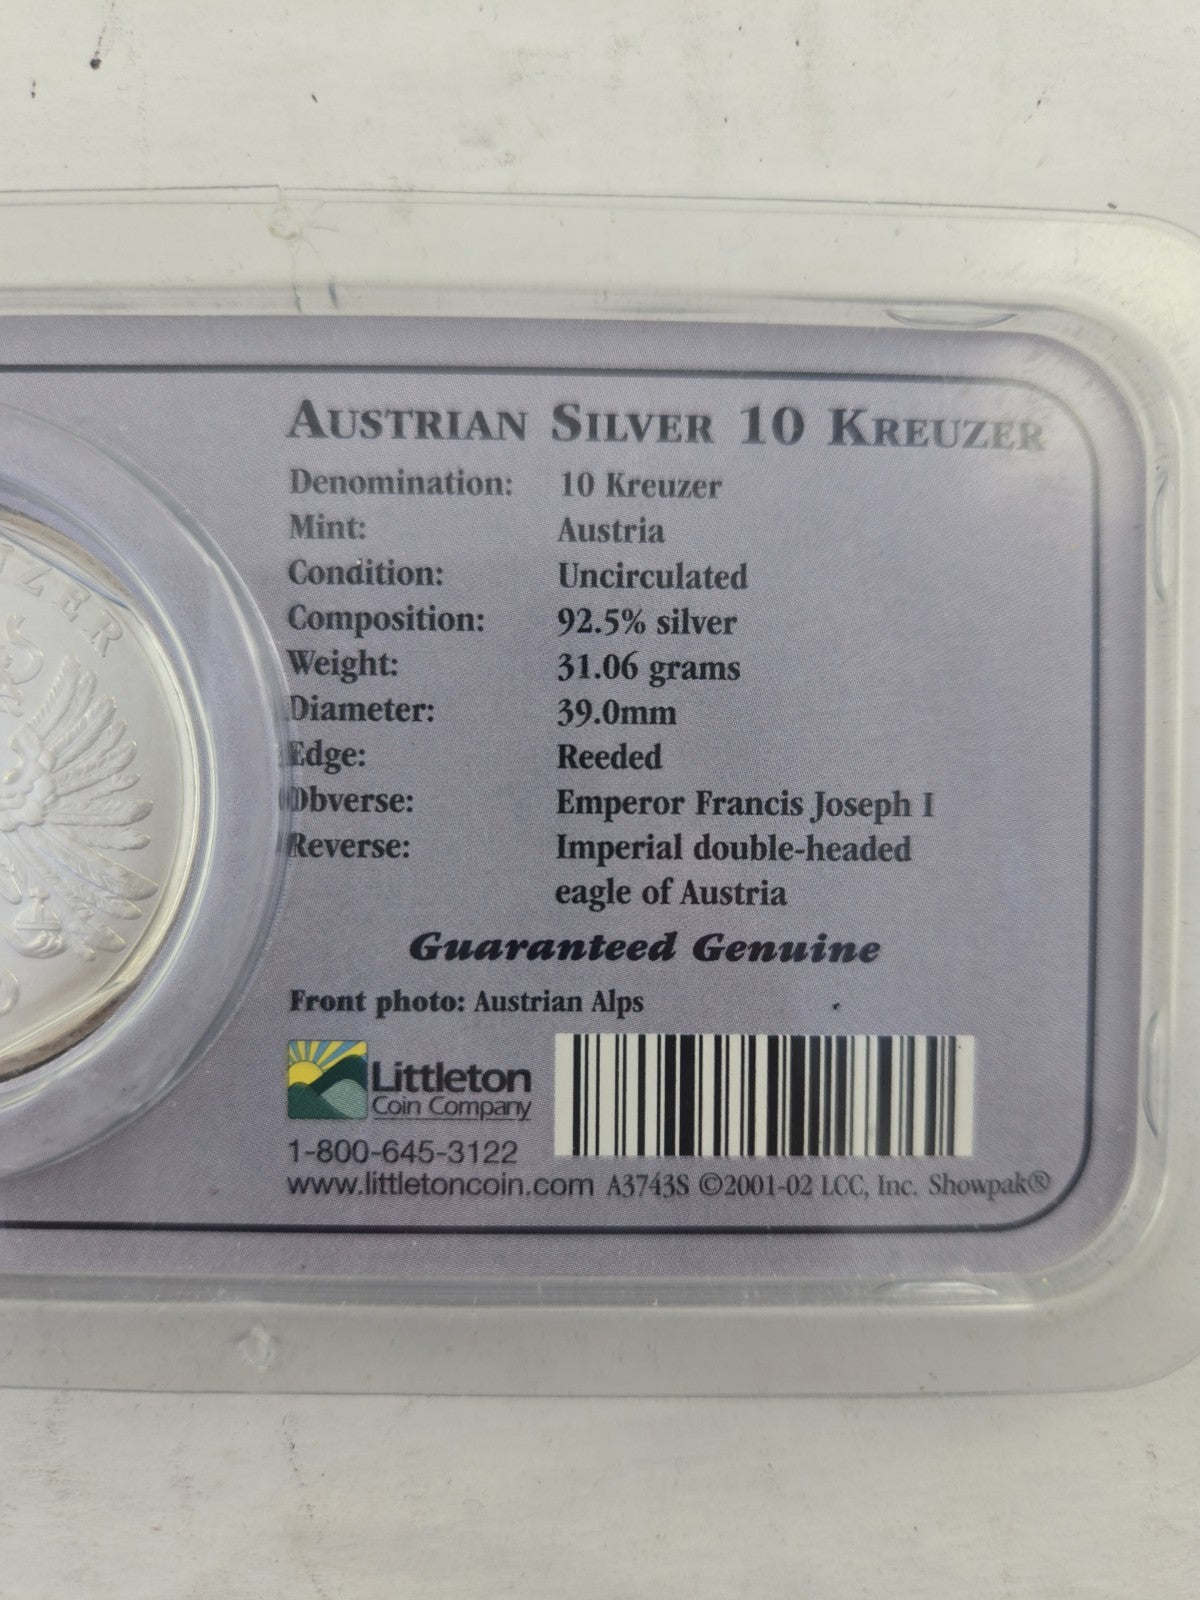 AUSTRIAN SILVER 10 KREUZER
Denomination: 10 Kreuzer
Mint: Austria
Condition: Uncirculated
Composition: 92.5% silver
Weight: 31.06 grams
Diameter: 39.0mm
Edge: Reeded
Obverse: Emperor Francis Joseph I
Reverse: Imperial double-headed
eagle of Austria
Guaranteed Genuine
Front photo: Austrian Alps
Littleton
Coin Company
1-800-645-3122
www.littletoncoin.com A3743S ©2001-02 LCC, Inc. Showpak®